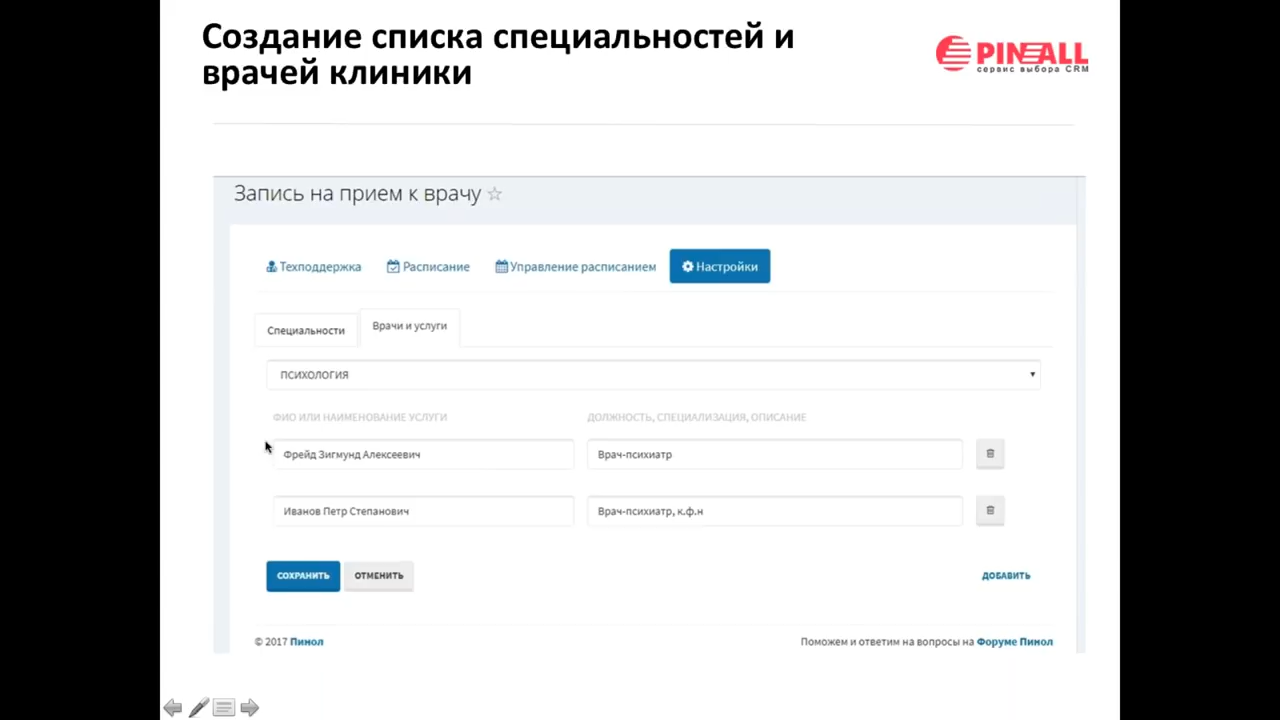 Создание списка специальностей и
врачей клиники
PINALL
сервис выбора CRM
Запись на прием к врачу
Техподдержка Расписание Управление расписанием Настройки
Специальности Врачи и услуги
ПСИХОЛОГИЯ
ФИО ИЛИ НАИМЕНОВАНИЕ УСЛУГИ ДОЛЖНОСТЬ, СПЕЦИАЛИЗАЦИЯ, ОПИСАНИЕ
Фрейд Зигмунд Алексеевич Врач-психиатр
Иванов Петр Степанович Врач-психиатр, к.ф.н
СОХРАНИТЬ ОТМЕНИТЬ ДОБАВИТЬ
© 2017 Пинол Поможем и ответим на вопросы на Форуме Пинол